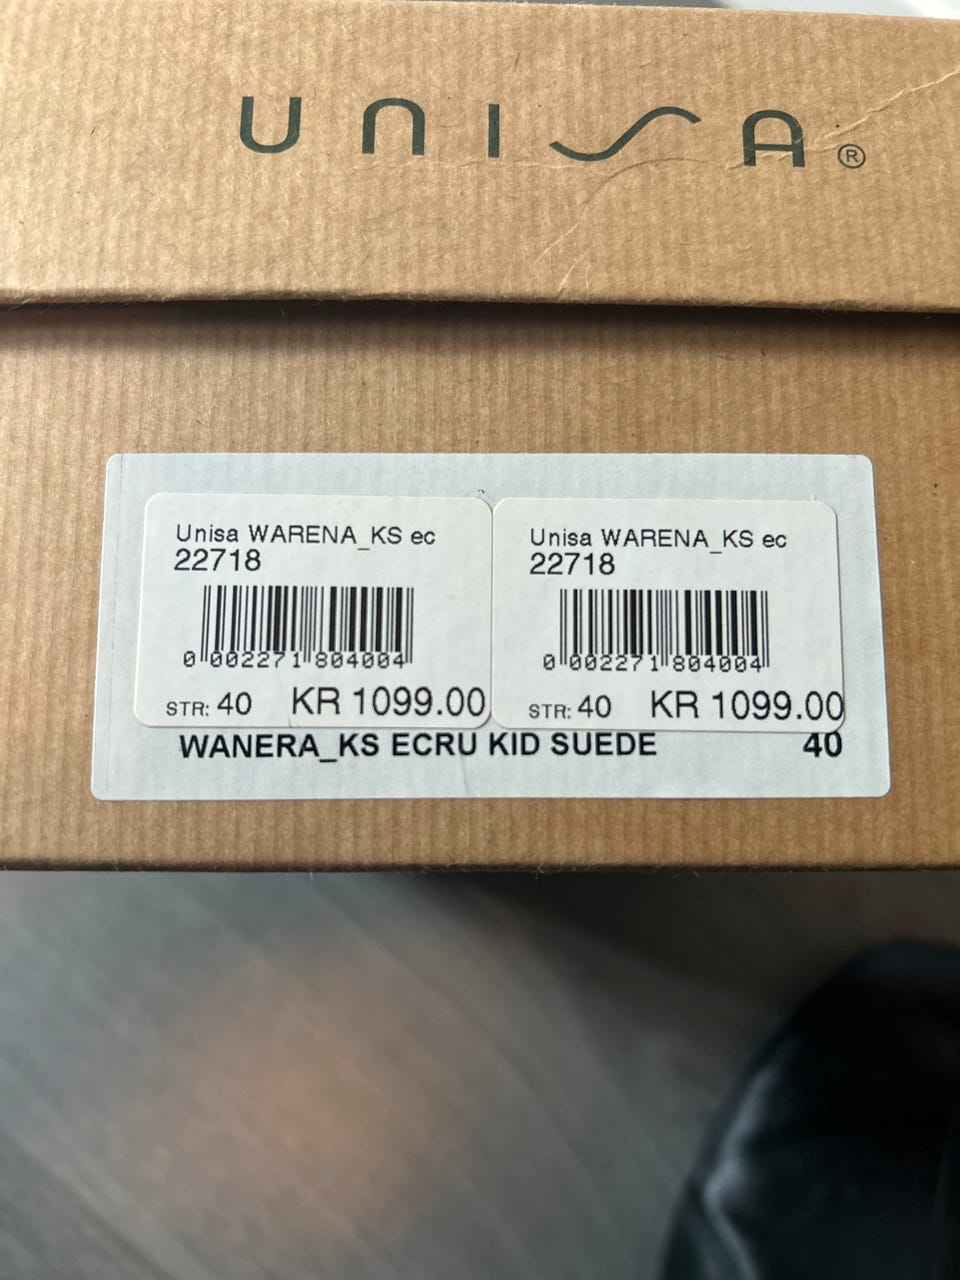 UNISA®
Unisa WARENA_KS ec
22718
0 002271 804004
STR: 40 KR 1099.00
Unisa WARENA_KS ec
22718
0 002271 804004
STR: 40 KR 1099.00
WANERA_KS ECRU KID SUEDE 40